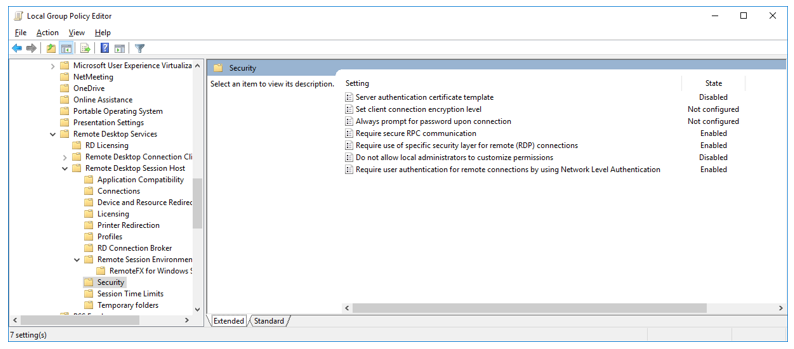 Local Group Policy Editor
File Action View Help
Microsoft User Experience Virtualiza
NetMeeting
OneDrive
Online Assistance
Portable Operating System
Presentation Settings
Remote Desktop Services
RD Licensing
Remote Desktop Connection Cli
Remote Desktop Session Host
Application Compatibility
Connections
Device and Resource Redirec
Licensing
Printer Redirection
Profiles
RD Connection Broker
Remote Session Environmen
RemoteFX for Windows S
Security
Session Time Limits
Temporary folders
Security
Select an item to view its description.
Setting State
Server authentication certificate template Disabled
Set client connection encryption level Not configured
Always prompt for password upon connection Not configured
Require secure RPC communication Enabled
Require use of specific security layer for remote (RDP) connections Enabled
Do not allow local administrators to customize permissions Disabled
Require user authentication for remote connections by using Network Level Authentication Enabled
Extended Standard
7 setting(s)